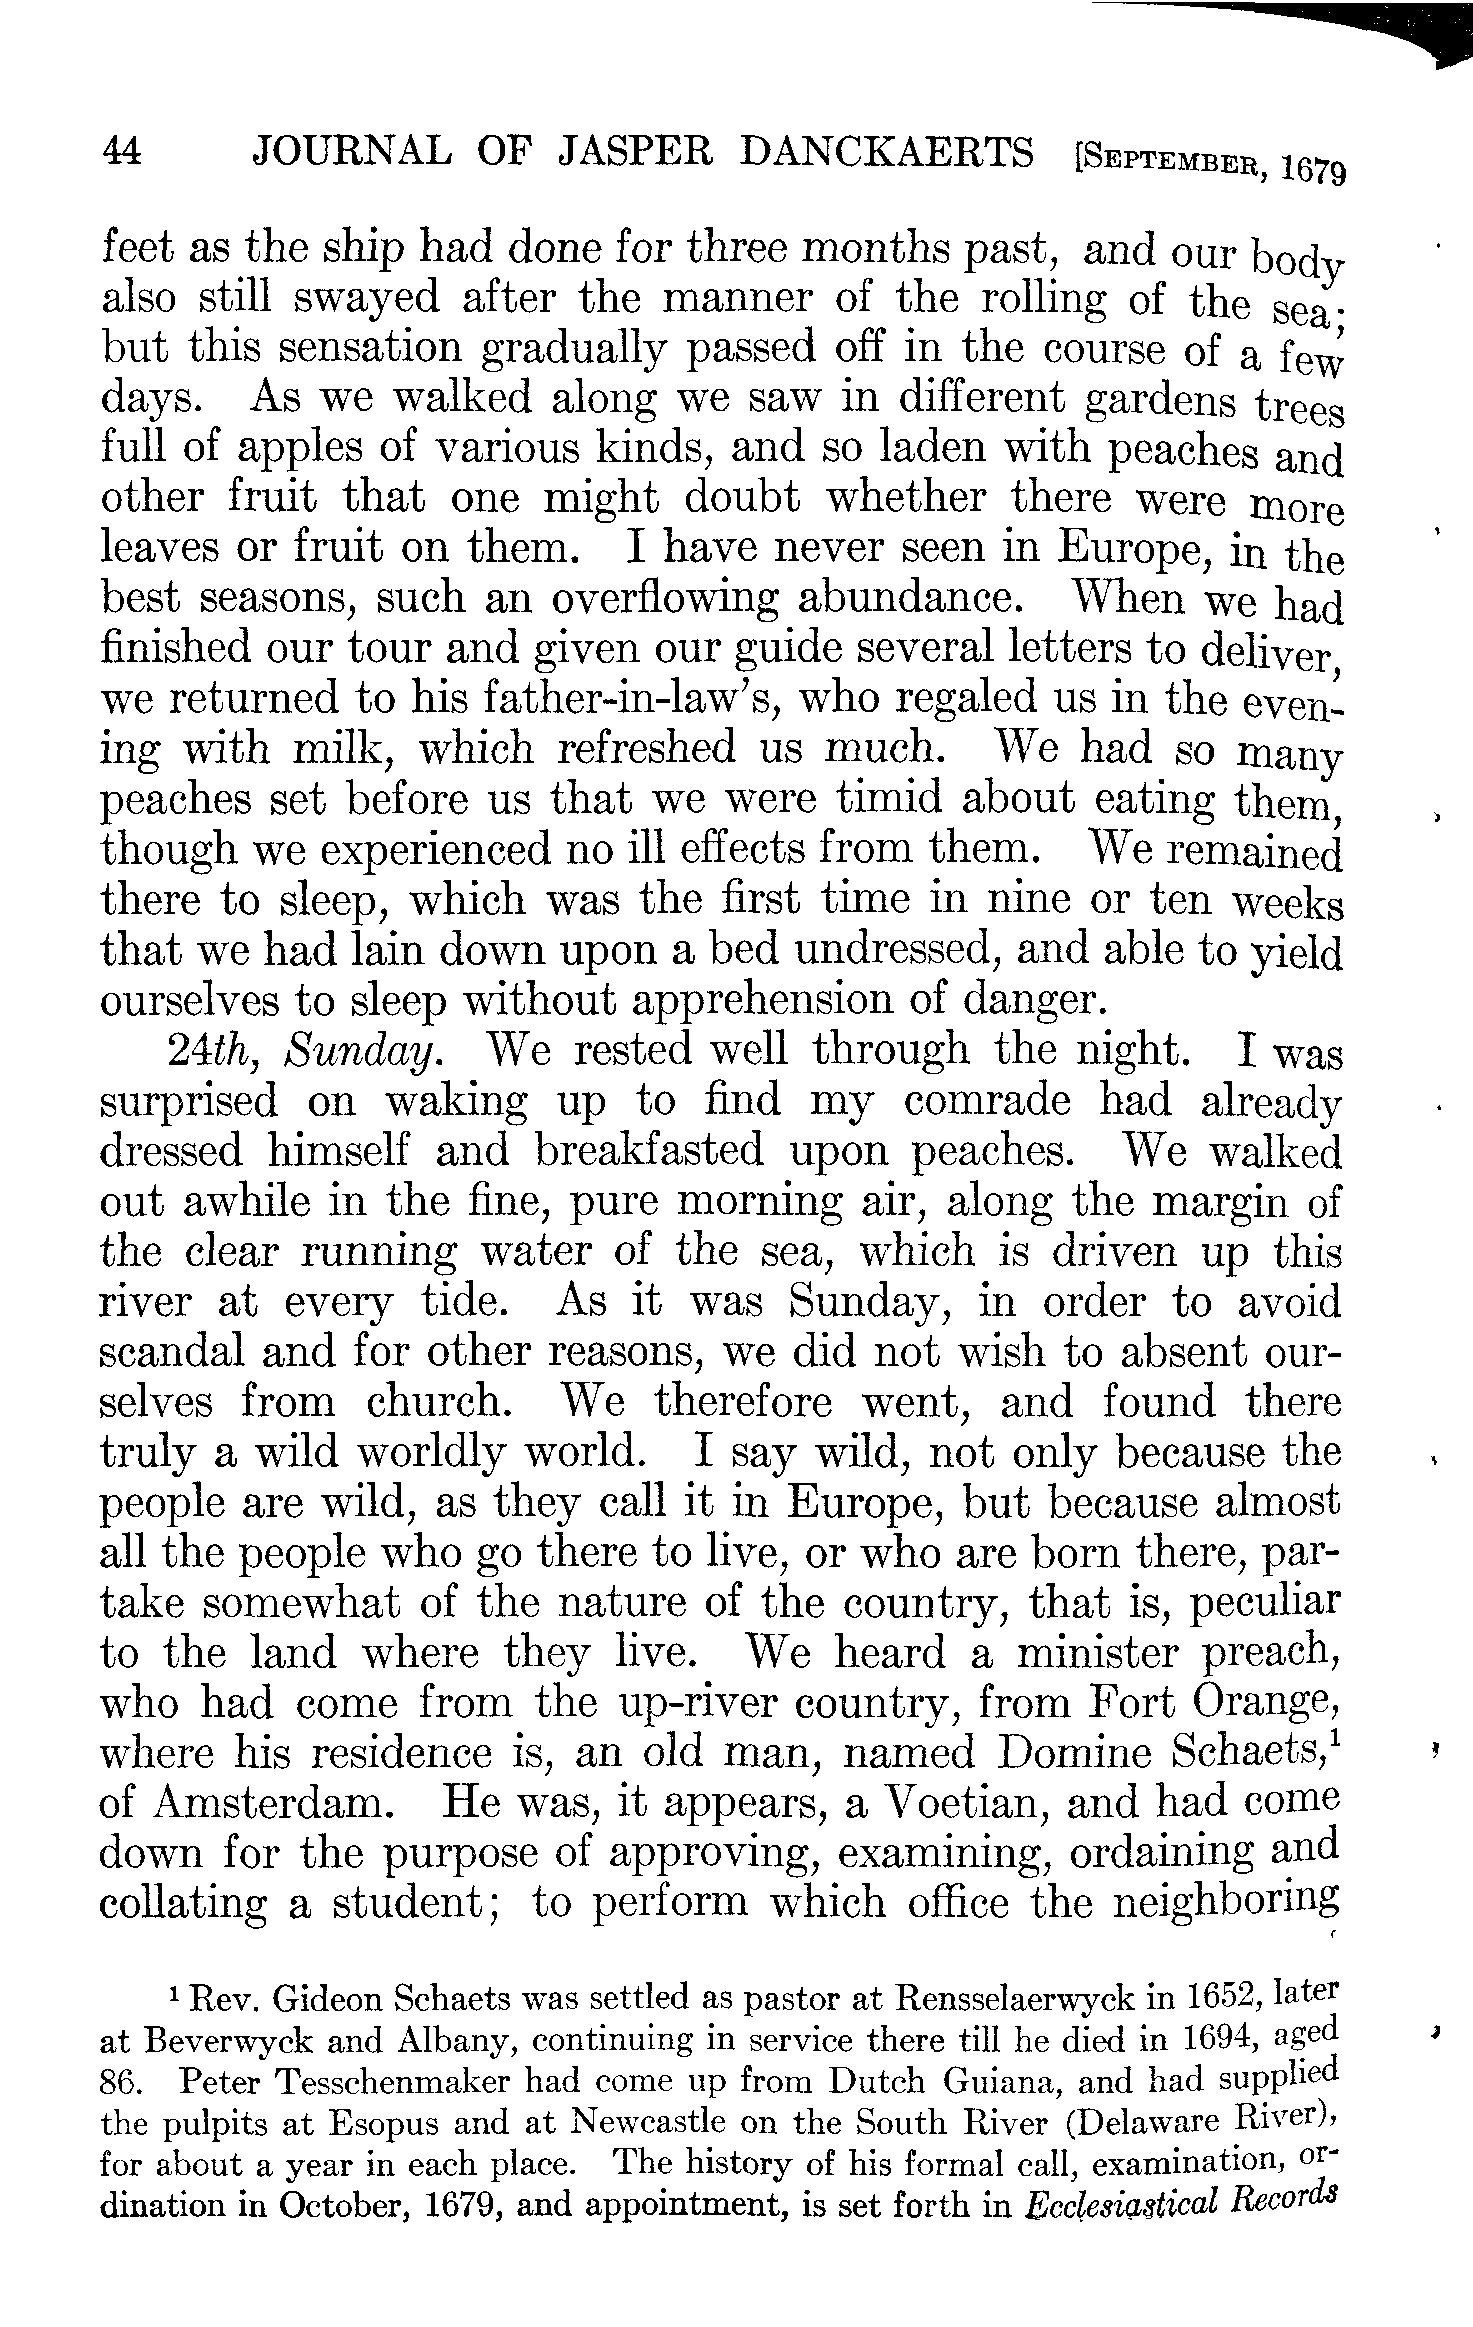 44 JOURNAL OF JASPER DANCKAERTS [SEPTEMBER, 1679
feet as the ship had done for three months past, and our body
also still swayed after the manner of the rolling of the sea;
but this sensation gradually passed off in the course of a few
days. As we walked along we saw in different gardens trees
full of apples of various kinds, and so laden with peaches and
other fruit that one might doubt whether there were more
leaves or fruit on them. I have never seen in Europe, in the
best seasons, such an overflowing abundance. When we had
finished our tour and given our guide several letters to deliver,
we returned to his father-in-law's, who regaled us in the even-
ing with milk, which refreshed us much. We had so many
peaches set before us that we were timid about eating them,
though we experienced no ill effects from them. We remained
there to sleep, which was the first time in nine or ten weeks
that we had lain down upon a bed undressed, and able to yield
ourselves to sleep without apprehension of danger.
24th, Sunday. We rested well through the night. I was
surprised on waking up to find my comrade had already
dressed himself and breakfasted upon peaches. We walked
out awhile in the fine, pure morning air, along the margin of
the clear running water of the sea, which is driven up this
river at every tide. As it was Sunday, in order to avoid
scandal and for other reasons, we did not wish to absent our-
selves from church. We therefore went, and found there
truly a wild worldly world. I say wild, not only because the
people are wild, as they call it in Europe, but because almost
all the people who go there to live, or who are born there, par-
take somewhat of the nature of the country, that is, peculiar
to the land where they live. We heard a minister preach,
who had come from the up-river country, from Fort Orange,
where his residence is, an old man, named Domine Schaets,¹
of Amsterdam. He was, it appears, a Voetian, and had come
down for the purpose of approving, examining, ordaining and
collating a student; to perform which office the neighboring
¹ Rev. Gideon Schaets was settled as pastor at Rensselaerwyck in 1652, later
at Beverwyck and Albany, continuing in service there till he died in 1694, aged
86. Peter Tesschenmaker had come up from Dutch Guiana, and had supplied
the pulpits at Esopus and at Newcastle on the South River (Delaware River),
for about a year in each place. The history of his formal call, examination, or-
dination in October, 1679, and appointment, is set forth in Ecclesiastical Records